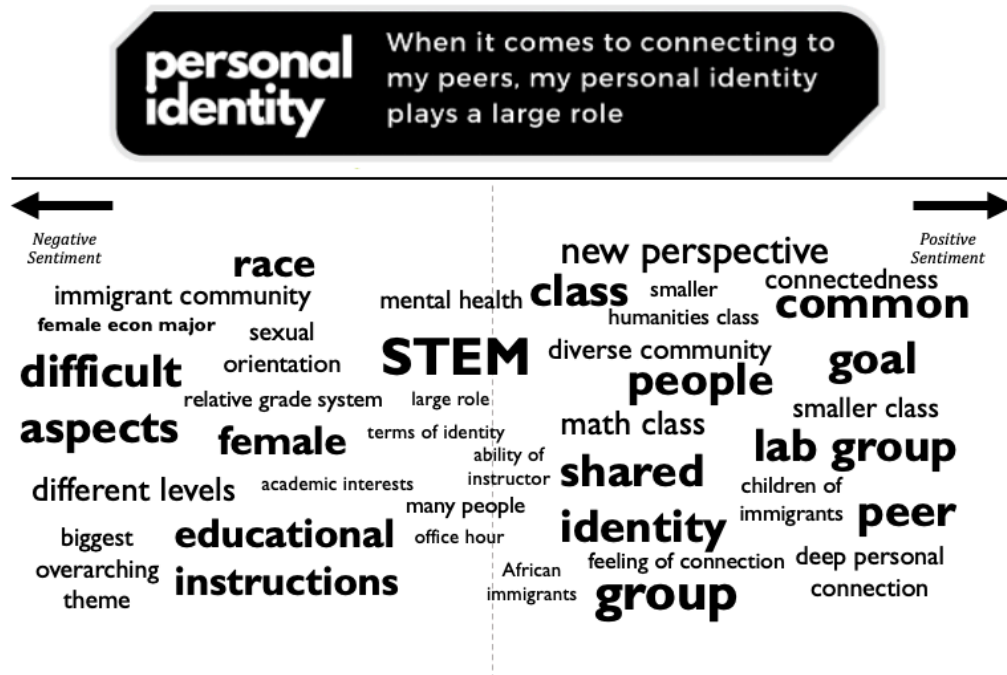 personal
identity
When it comes to connecting to
my peers, my personal identity
plays a large role
Negative
Sentiment
Positive
Sentiment
race
immigrant community
female econ major
sexual
orientation
difficult
aspects
relative grade system
female
different levels
academic interests
biggest
overarching
theme
educational
instructions
mental health
STEM
large role
terms of identity
ability of
instructor
many people
office hour
African
immigrants
new perspective
class
smaller
connectedness
common
humanities class
diverse community
people
goal
math class
smaller class
lab group
shared
identity
children of
immigrants
peer
feeling of connection
deep personal
connection
group